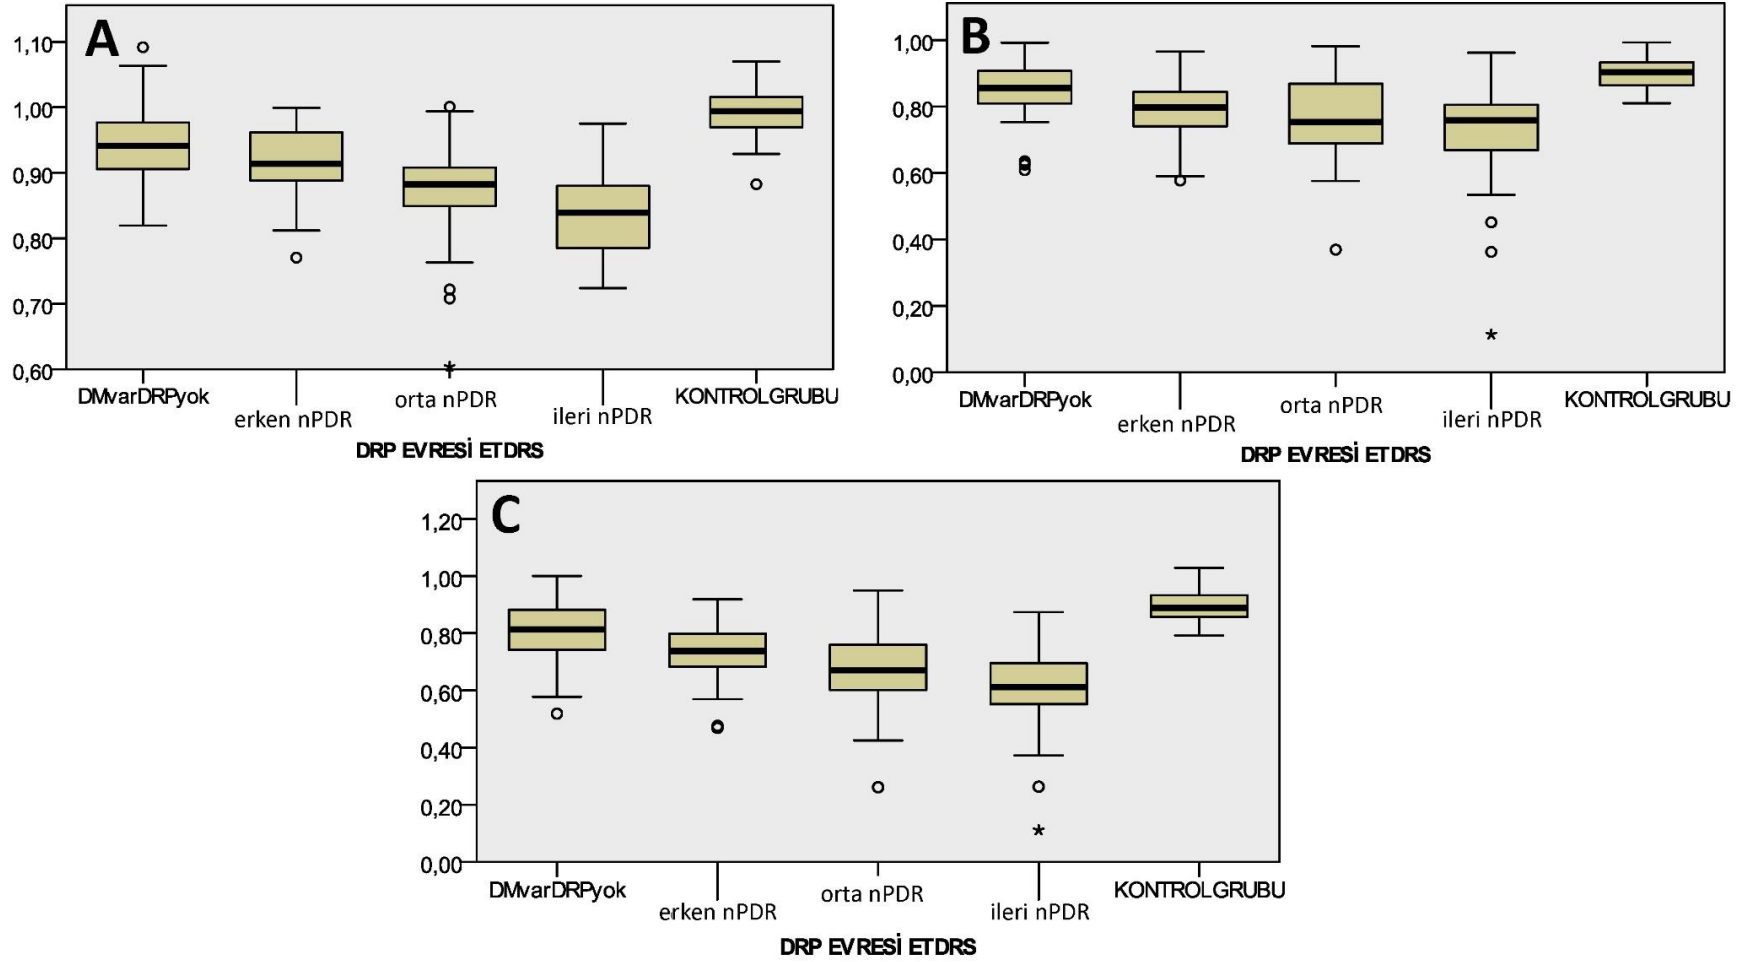 A
1,10
1,00
0,90
0,80
0,70
0,60
DMvarDRPyok
erken nPDR
orta nPDR
ileri nPDR
KONTROLGRUBU
DRP EVRESİ ETDRS
B
1,00
0,80
0,60
0,40
0,20
0,00
DMvarDRPyok
erken nPDR
orta nPDR
ileri nPDR
KONTROLGRUBU
DRP EVRESİ ETDRS
C
1,20
1,00
0,80
0,60
0,40
0,20
0,00
DMvarDRPyok
erken nPDR
orta nPDR
ileri nPDR
KONTROLGRUBU
DRP EVRESİ ETDRS